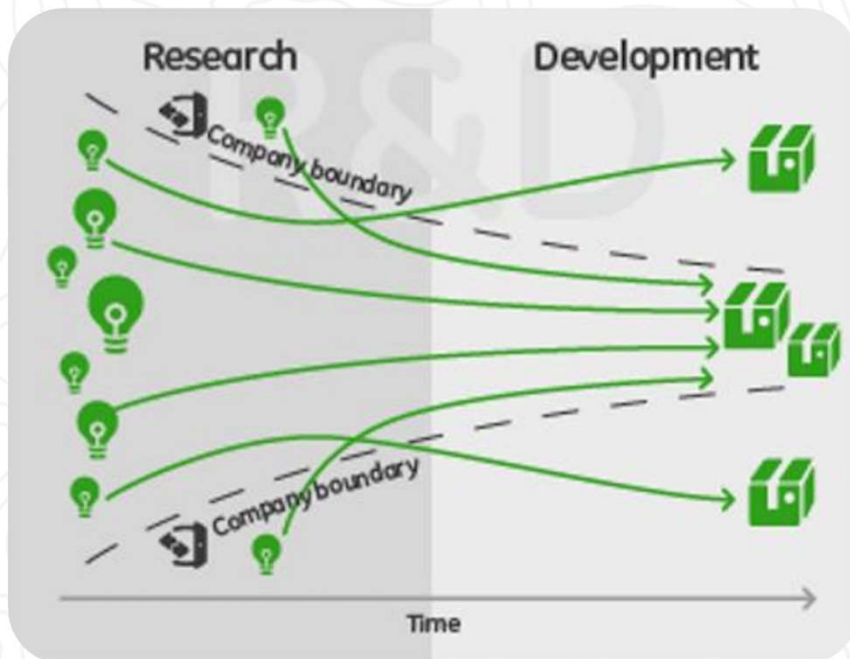 Research
Development
R&D
Company boundary
Company boundary
Time